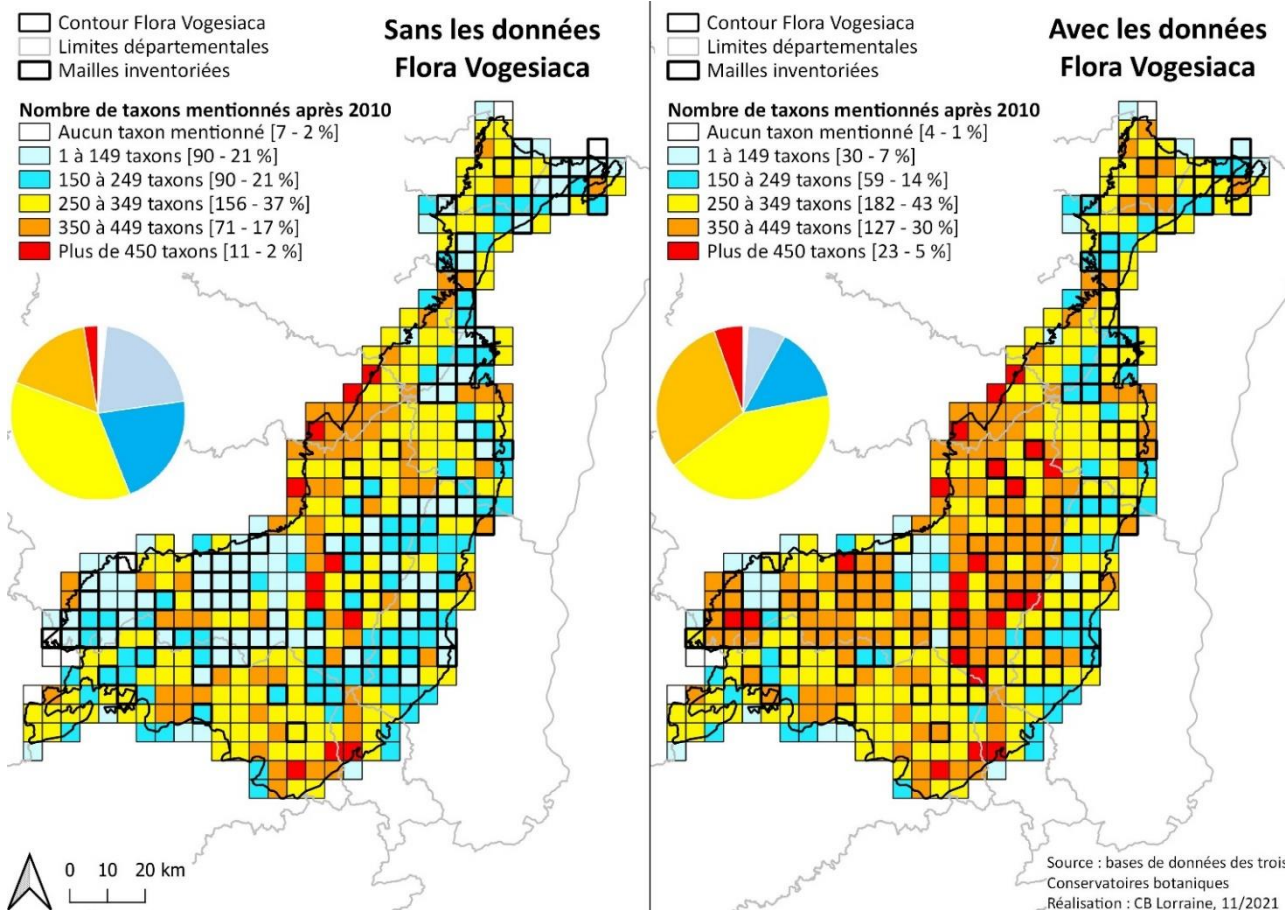 Contour Flora Vogesiaca
Limites départementales
Mailles inventoriées
Sans les données
Flora Vogesiaca
Nombre de taxons mentionnés après 2010
Aucun taxon mentionné [7 - 2 %]
1 à 149 taxons [90 - 21 %]
150 à 249 taxons [90 - 21 %]
250 à 349 taxons [156 - 37 %]
350 à 449 taxons [71 - 17 %]
Plus de 450 taxons [11 - 2 %]
0 10 20 km
Contour Flora Vogesiaca
Limites départementales
Mailles inventoriées
Avec les données
Flora Vogesiaca
Nombre de taxons mentionnés après 2010
Aucun taxon mentionné [4 - 1 %]
1 à 149 taxons [30 - 7 %]
150 à 249 taxons [59 - 14 %]
250 à 349 taxons [182 - 43 %]
350 à 449 taxons [127 - 30 %]
Plus de 450 taxons [23 - 5 %]
Source : bases de données des trois
Conservatoires botaniques
Réalisation : CB Lorraine, 11/2021